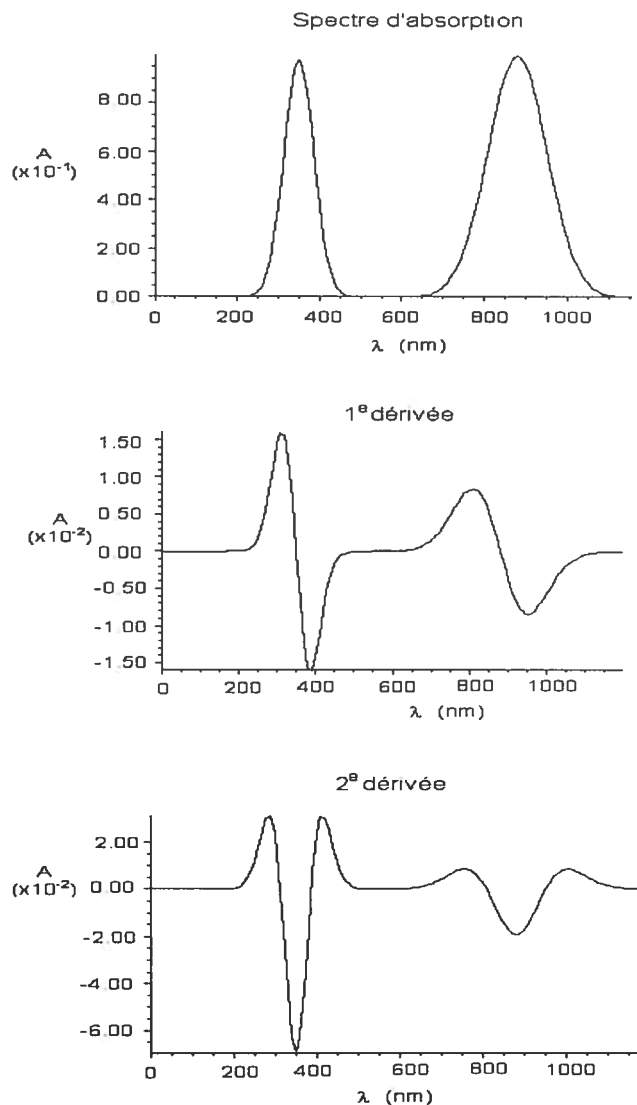 Spectre d'absorption
8.00
6.00
4.00
2.00
0.00
A
(x10⁻¹)
0 200 400 600 800 1000
λ (nm)
1ᵉ dérivée
1.50
1.00
0.50
0.00
-0.50
-1.00
-1.50
A
(x10⁻²)
0 200 400 600 800 1000
λ (nm)
2ᵉ dérivée
2.00
0.00
-2.00
-4.00
-6.00
A
(x10⁻²)
0 200 400 600 800 1000
λ (nm)